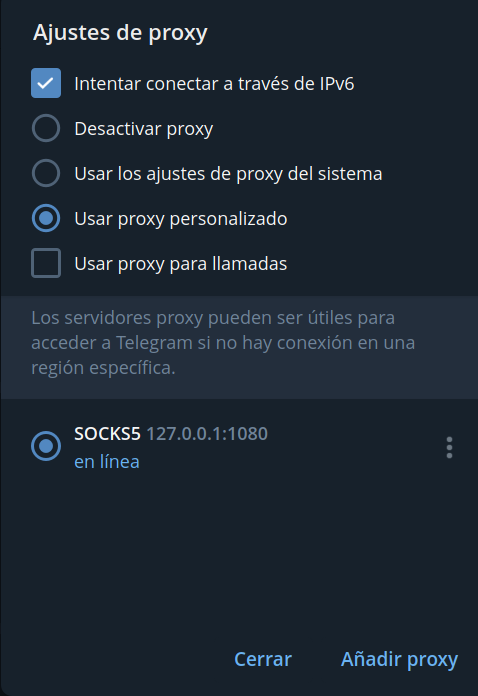 Ajustes de proxy
Intentar conectar a través de IPv6
Desactivar proxy
Usar los ajustes de proxy del sistema
Usar proxy personalizado
Usar proxy para llamadas
Los servidores proxy pueden ser útiles para
acceder a Telegram si no hay conexión en una
región específica.
SOCKS5 127.0.0.1:1080
en línea
Cerrar Añadir proxy